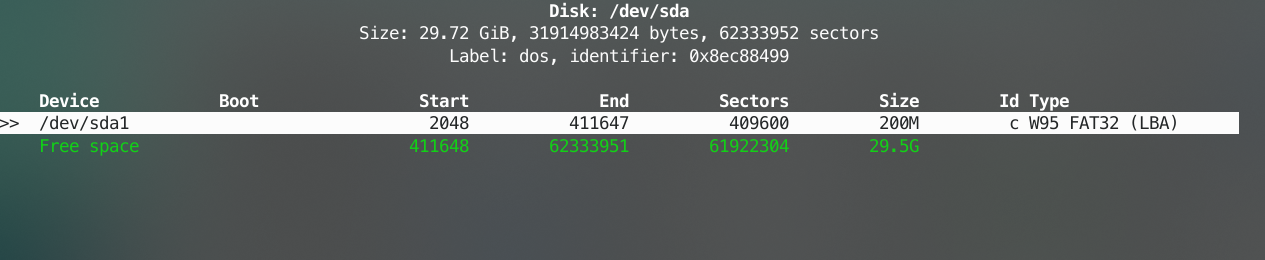 Disk: /dev/sda
Size: 29.72 GiB, 31914983424 bytes, 62333952 sectors
Label: dos, identifier: 0x8ec88499
Device Boot Start End Sectors Size Id Type
>> /dev/sda1 2048 411647 409600 200M c W95 FAT32 (LBA)
Free space 411648 62333951 61922304 29.5G